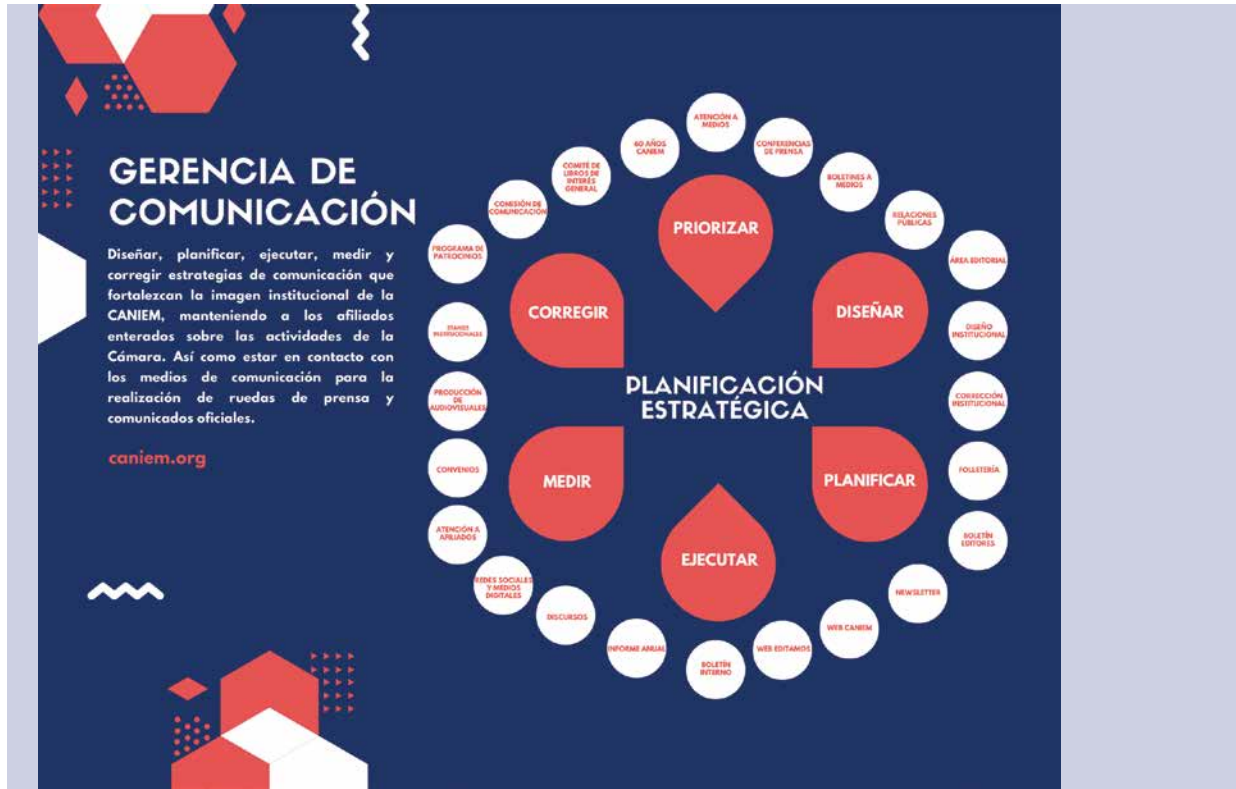 GERENCIA DE
COMUNICACIÓN
Diseñar, planificar, ejecutar, medir y
corregir estrategias de comunicación que
fortalezcan la imagen institucional de la
CANIEM, manteniendo a los afiliados
enterados sobre las actividades de la
Cámara. Así como estar en contacto con
los medios de comunicación para la
realización de ruedas de prensa y
comunicados oficiales.
caniem.org
PLANIFICACIÓN
ESTRATÉGICA
PRIORIZAR
DISEÑAR
PLANIFICAR
EJECUTAR
MEDIR
CORREGIR
ATENCIÓN A
MEDIOS
CONFERENCIAS
DE PRENSA
BOLETINES A
MEDIOS
RELACIONES
PÚBLICAS
ÁREA EDITORIAL
DISEÑO
INSTITUCIONAL
CORRECCIÓN
INSTITUCIONAL
FOLLETERÍA
BOLETÍN
EDITORES
NEWSLETTER
WEB CANIEM
WEB EDITAMOS
BOLETÍN
INTERNO
INFORME ANUAL
DISCURSOS
REDES SOCIALES
Y MEDIOS
DIGITALES
ATENCIÓN A
AFILIADOS
CONVENIOS
PRODUCCIÓN
DE
AUDIOVISUALES
STANDS
INSTITUCIONALES
PROGRAMA DE
PATROCINIOS
COMISIÓN DE
COMUNICACIÓN
COMITÉ DE
LIBROS DE
INTERÉS
GENERAL
60 AÑOS
CANIEM